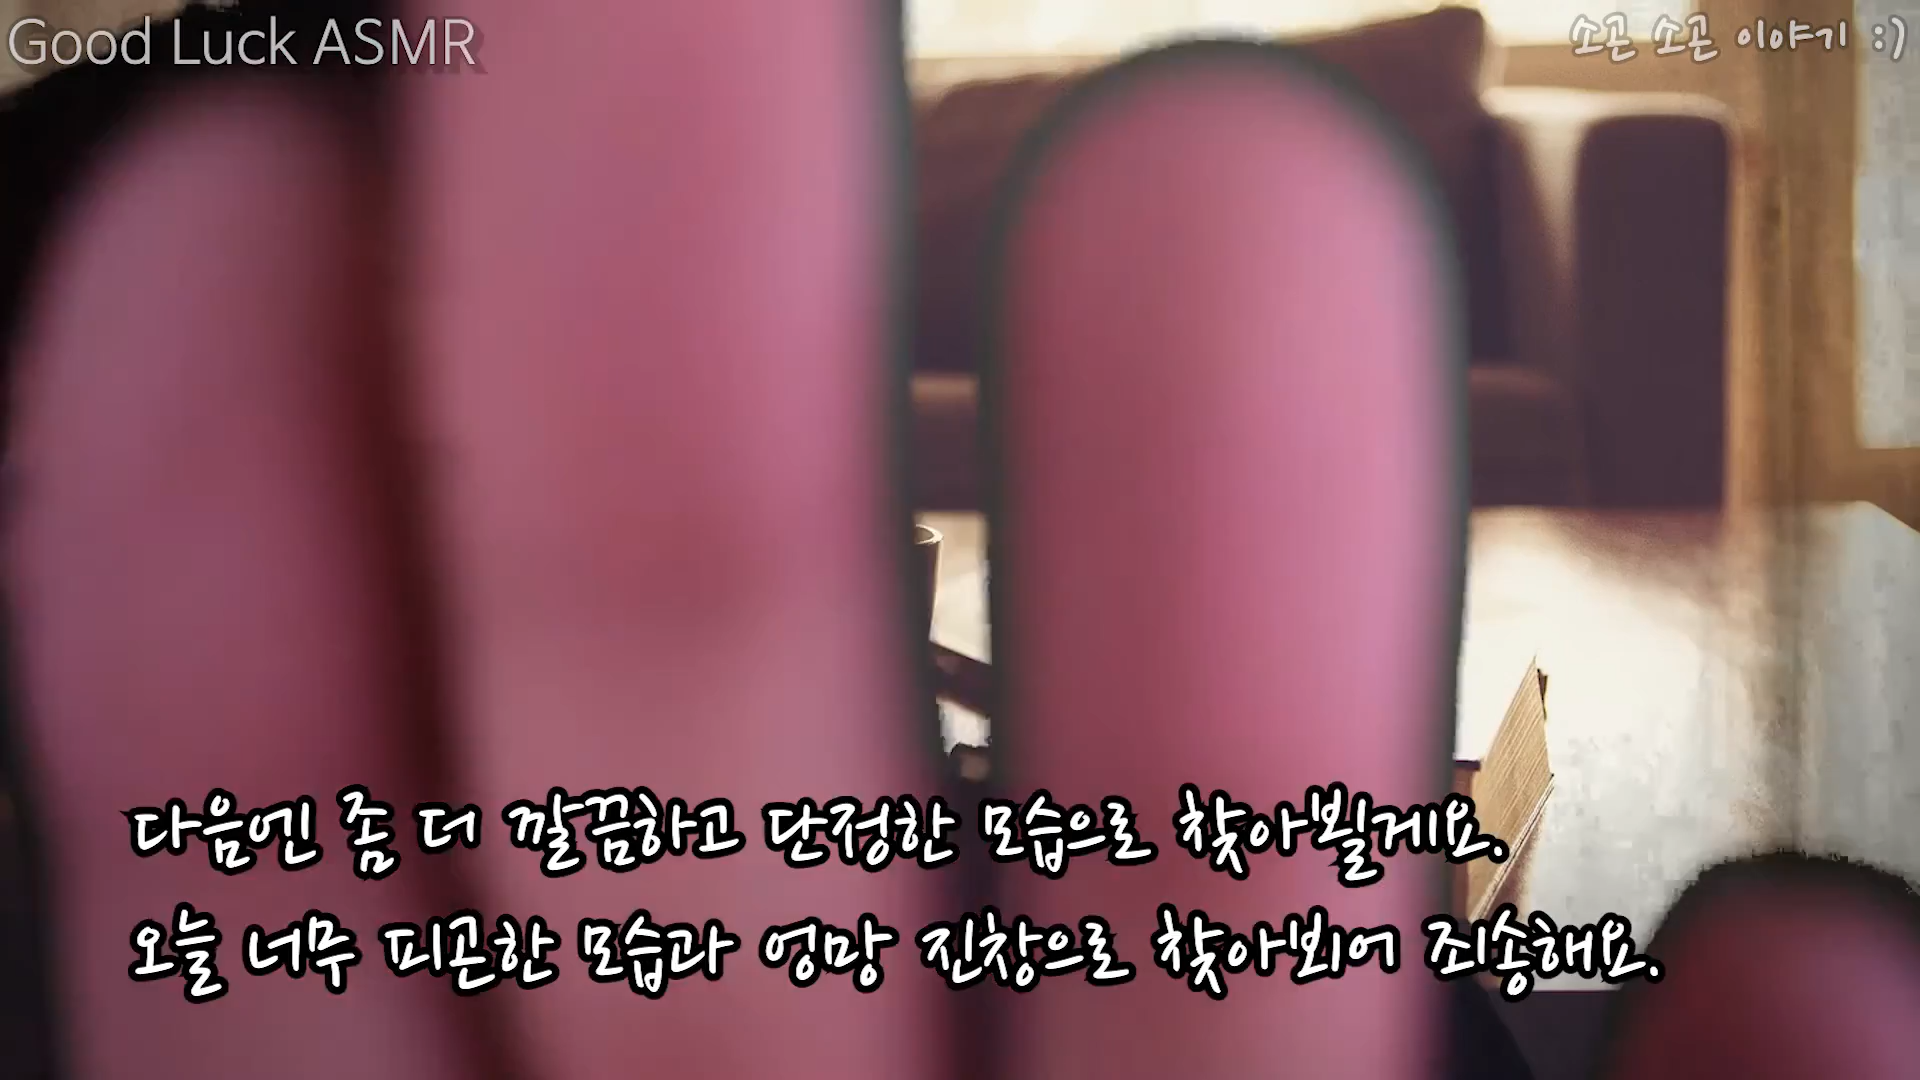 Good Luck ASMR
소곤 소곤 이야기 :)
다음엔 좀 더 깔끔하고 단정한 모습으로 찾아뵐게요.
오늘 너무 피곤한 모습과 엉망 진창으로 찾아뵈어 죄송해요.